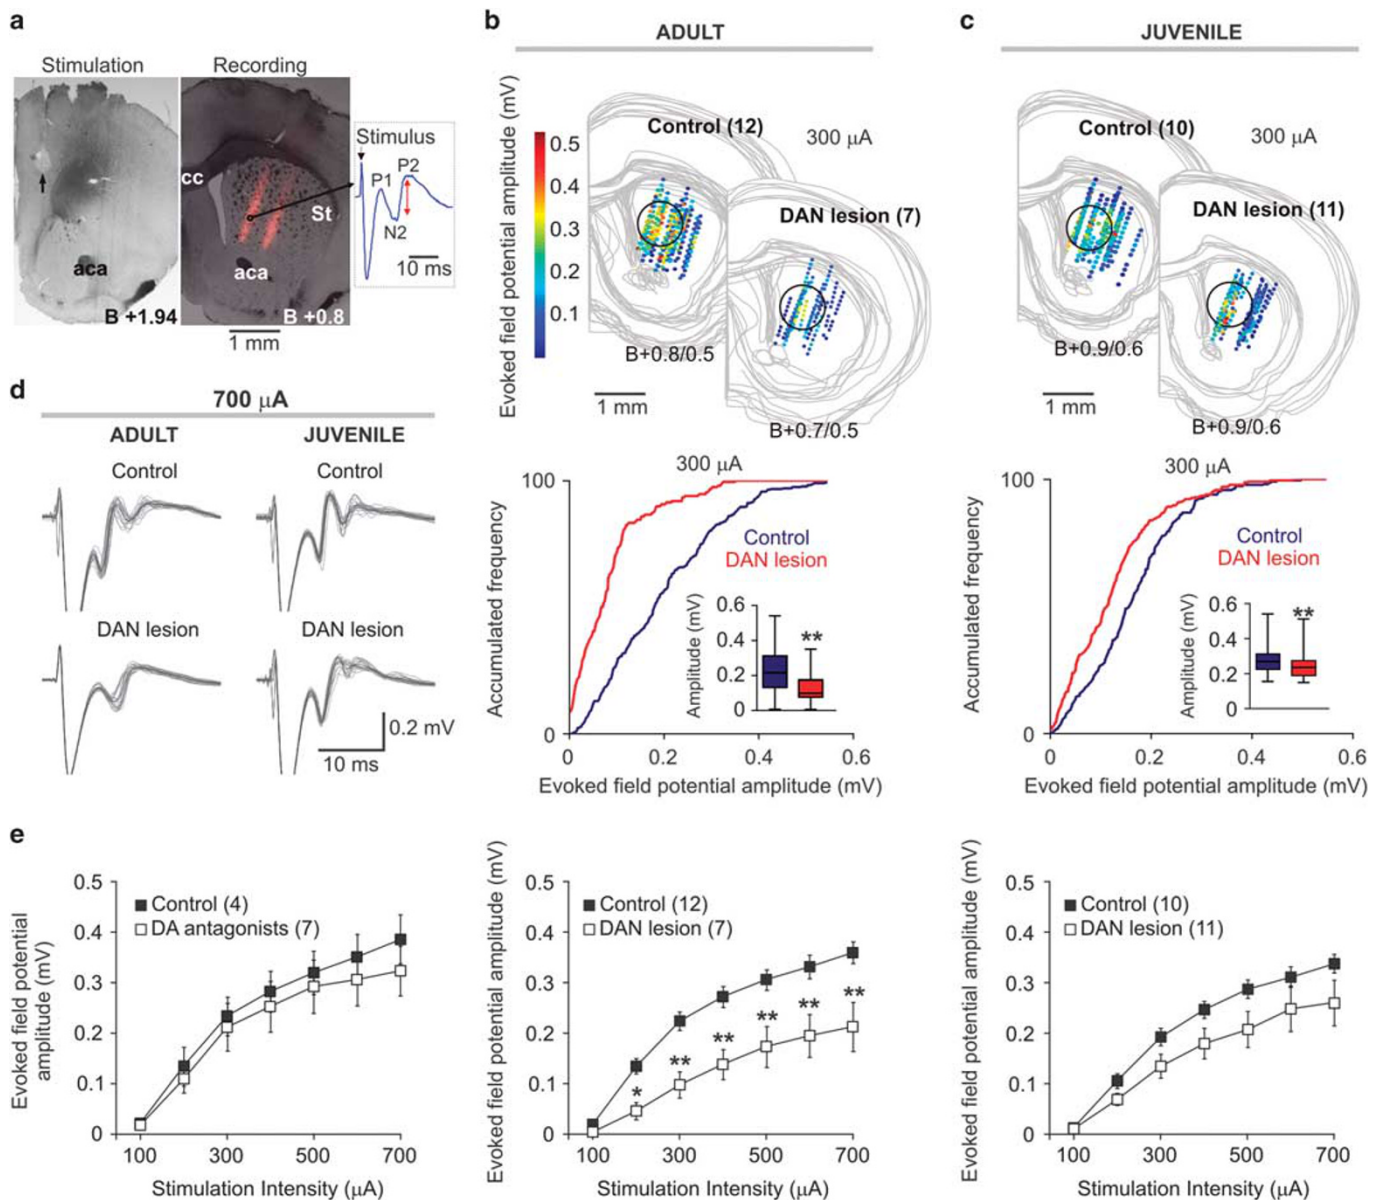 a
Stimulation
Recording
Stimulus
P1
P2
N2
10 ms
cc
St
aca
aca
B +1.94
B +0.8
1 mm
b
ADULT
Evoked field potential amplitude (mV)
0.5
0.4
0.3
0.2
0.1
Control (12)
300 µA
DAN lesion (7)
B+0.8/0.5
1 mm
B+0.7/0.5
300 µA
100
0
Accumulated frequency
Control
DAN lesion
Amplitude (mV)
0.6
0.4
0.2
0
**
0 0.2 0.4 0.6
Evoked field potential amplitude (mV)
c
JUVENILE
Control (10)
300 µA
DAN lesion (11)
B+0.9/0.6
1 mm
B+0.9/0.6
300 µA
100
0
Accumulated frequency
Control
DAN lesion
Amplitude (mV)
0.6
0.4
0.2
0
**
0 0.2 0.4 0.6
Evoked field potential amplitude (mV)
d
700 µA
ADULT
JUVENILE
Control
Control
DAN lesion
DAN lesion
0.2 mV
10 ms
e
Evoked field potential
amplitude (mV)
0.5
0.4
0.3
0.2
0.1
0
Control (4)
DA antagonists (7)
100 300 500 700
Stimulation Intensity (µA)
Evoked field potential amplitude (mV)
0.5
0.4
0.3
0.2
0.1
0
Control (12)
DAN lesion (7)
*
**
**
**
**
**
100 300 500 700
Stimulation Intensity (µA)
Evoked field potential amplitude (mV)
0.5
0.4
0.3
0.2
0.1
0
Control (10)
DAN lesion (11)
100 300 500 700
Stimulation Intensity (µA)